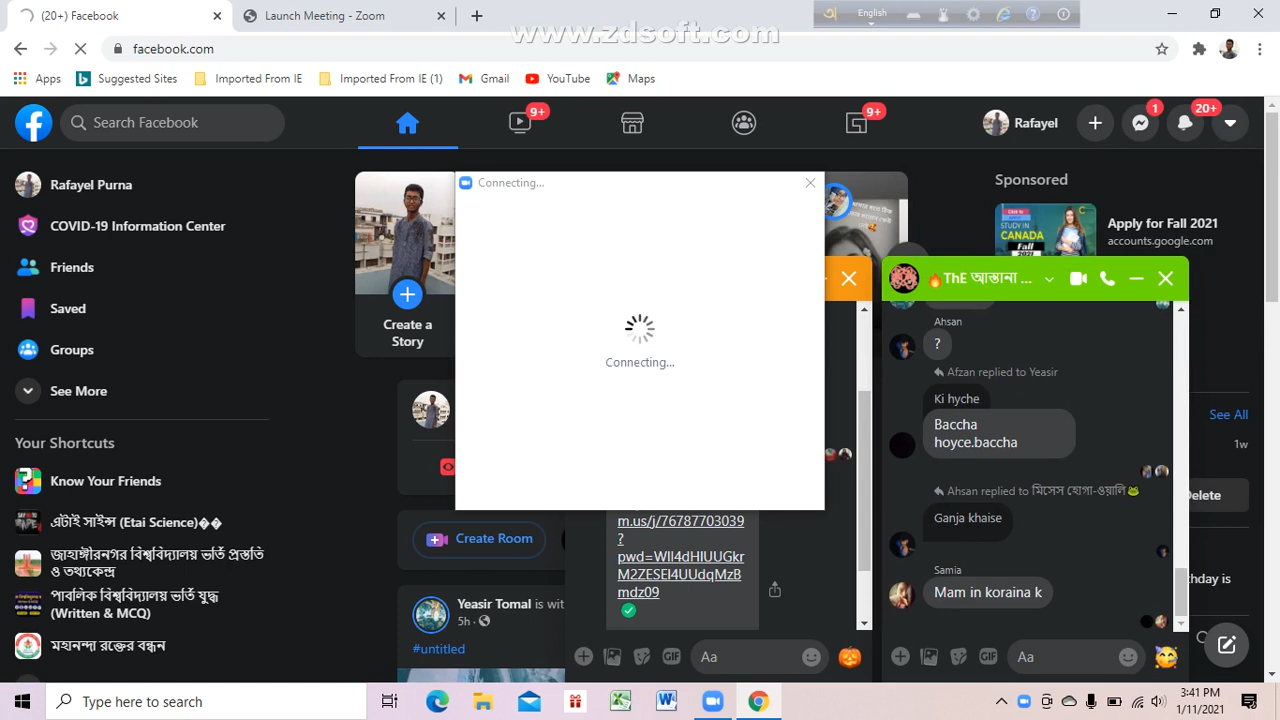 (20+) Facebook
Launch Meeting - Zoom
English
www.zdsoft.com
facebook.com
Apps
Suggested Sites
Imported From IE
Imported From IE (1)
Gmail
YouTube
Maps
Search Facebook
9+
9+
Rafayel
1
20+
Rafayel Purna
COVID-19 Information Center
Friends
Saved
Groups
See More
Your Shortcuts
Know Your Friends
এটাই সাইন্স (Etai Science)��
জাহাঙ্গীরনগর বিশ্ববিদ্যালয় ভর্তি প্রস্ততি
ও তথ্যকেন্দ্র
পাবলিক বিশ্ববিদ্যালয় ভর্তি যুদ্ধ
(Written & MCQ)
মহানন্দা রক্তের বন্ধন
Create a
Story
Connecting...
Connecting...
Create Room
Yeasir Tomal is wit
5h ·
#untitled
m.us/j/76787703039
?
pwd=WIl4dHlUUGkr
M2ZESEl4UUdqMzB
mdz09
GIF
Aa
Sponsored
STUDY IN
CANADA
Fall
2021
Apply for Fall 2021
accounts.google.com
🔥ThE আস্তানা ...
Ahsan
?
Afzan replied to Yeasir
Ki hyche
Baccha
hoyce.baccha
Ahsan replied to মিসেস হোগা-ওয়ালি🐸
Ganja khaise
Samia
Mam in koraina k
GIF
Aa
See All
1w
Delete
hday is
Type here to search
3:41 PM
1/11/2021